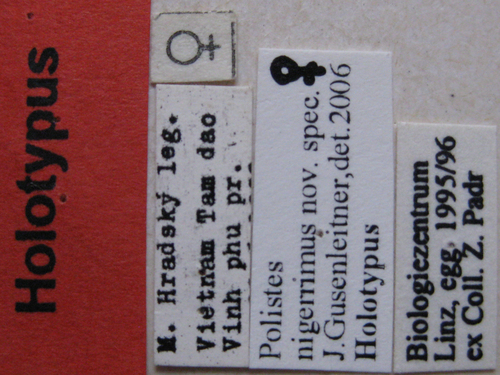 Holotypus
♀
M. Hradský leg.
Vietnam Tam dao
Vinh phu pr.
Polistes ♀
nigerrimus nov. spec.
J.Gusenleitner,det.2006
Holotypus
Biologiezentrum
Linz, egg 1995/96
ex Coll. Z. Padr